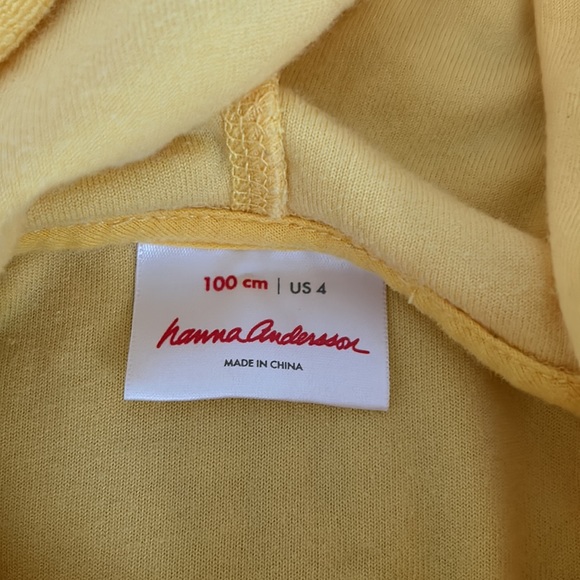 100 cm | US 4
hanna andersson
MADE IN CHINA